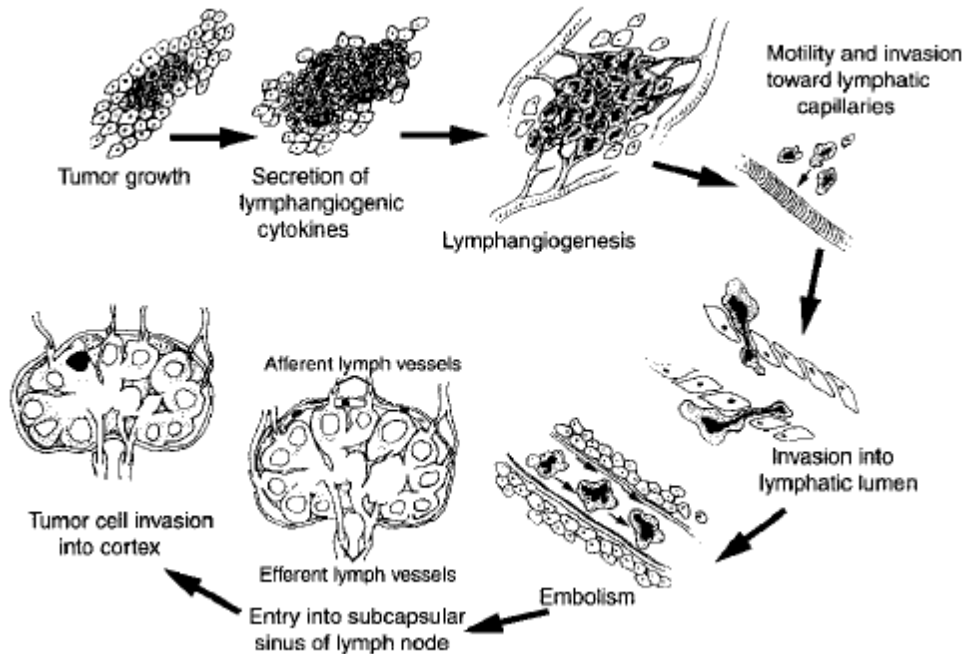 Tumor growth
Secretion of
lymphangiogenic
cytokines
Lymphangiogenesis
Motility and invasion
toward lymphatic
capillaries
Invasion into
lymphatic lumen
Embolism
Entry into subcapsular
sinus of lymph node
Afferent lymph vessels
Efferent lymph vessels
Tumor cell invasion
into cortex